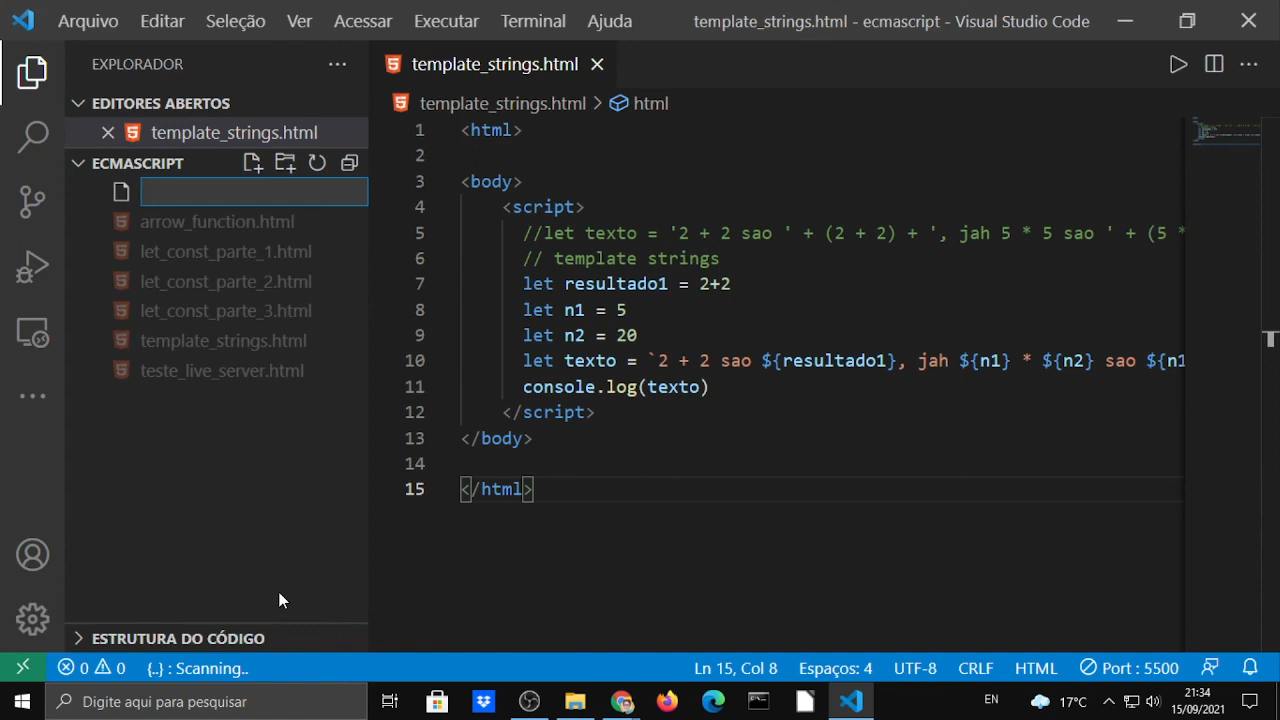 Arquivo Editar Seleção Ver Acessar Executar Terminal Ajuda template_strings.html - ecmascript - Visual Studio Code
EXPLORADOR
template_strings.html
EDITORES ABERTOS
template_strings.html > html
template_strings.html
ECMASCRIPT
arrow_function.html
let_const_parte_1.html
let_const_parte_2.html
let_const_parte_3.html
template_strings.html
teste_live_server.html
1 <html>
2
3 <body>
4 <script>
5 //let texto = '2 + 2 sao ' + (2 + 2) + ', jah 5 * 5 sao ' + (5 *
6 // template strings
7 let resultado1 = 2+2
8 let n1 = 5
9 let n2 = 20
10 let texto = `2 + 2 sao ${resultado1}, jah ${n1} * ${n2} sao ${n1
11 console.log(texto)
12 </script>
13 </body>
14
15 </html>
ESTRUTURA DO CÓDIGO
0 0 {..} : Scanning.. Ln 15, Col 8 Espaços: 4 UTF-8 CRLF HTML Port : 5500
Digite aqui para pesquisar EN 17°C 21:34
15/09/2021